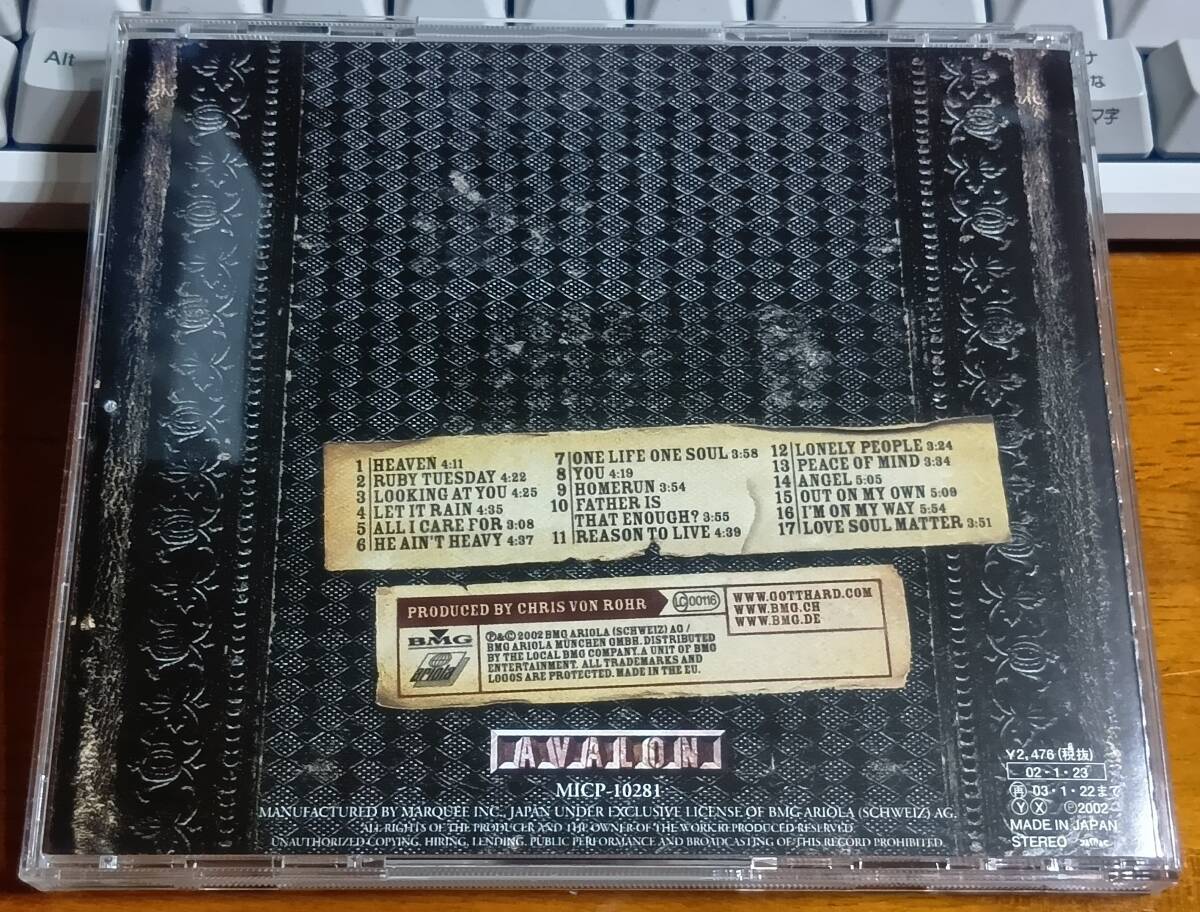 Alt
ナ
な
マ字
1 HEAVEN 4:11
2 RUBY TUESDAY 4:22
3 LOOKING AT YOU 4:25
4 LET IT RAIN 4:35
5 ALL I CARE FOR 3:08
6 HE AIN'T HEAVY 4:37
7 ONE LIFE ONE SOUL 3:58
8 YOU 4:19
9 HOMERUN 3:54
10 FATHER IS
THAT ENOUGH? 3:55
11 REASON TO LIVE 4:39
12 LONELY PEOPLE 3:24
13 PEACE OF MIND 3:34
14 ANGEL 5:05
15 OUT ON MY OWN 5:09
16 I'M ON MY WAY 5:54
17 LOVE SOUL MATTER 3:51
PRODUCED BY CHRIS VON ROHR
LC 00116
WWW.GOTTHARD.COM
WWW.BMG.CH
WWW.BMG.DE
BMG
ariola
℗&© 2002 BMG ARIOLA (SCHWEIZ) AG /
BMG ARIOLA MUNCHEN GMBH. DISTRIBUTED
BY THE LOCAL BMG COMPANY. A UNIT OF BMG
ENTERTAINMENT. ALL TRADEMARKS AND
LOGOS ARE PROTECTED. MADE IN THE EU.
AVALON
MICP-10281
MANUFACTURED BY MARQUEE INC., JAPAN UNDER EXCLUSIVE LICENSE OF BMG ARIOLA (SCHWEIZ) AG.
ALL RIGHTS OF THE PRODUCER AND THE OWNER OF THE WORK REPRODUCED RESERVED.
UNAUTHORIZED COPYING, HIRING, LENDING, PUBLIC PERFORMANCE AND BROADCASTING OF THIS RECORD PROHIBITED.
¥2,476 (税抜)
02・1・23
再 03・1・22まで
Y X ℗2002
MADE IN JAPAN
STEREO